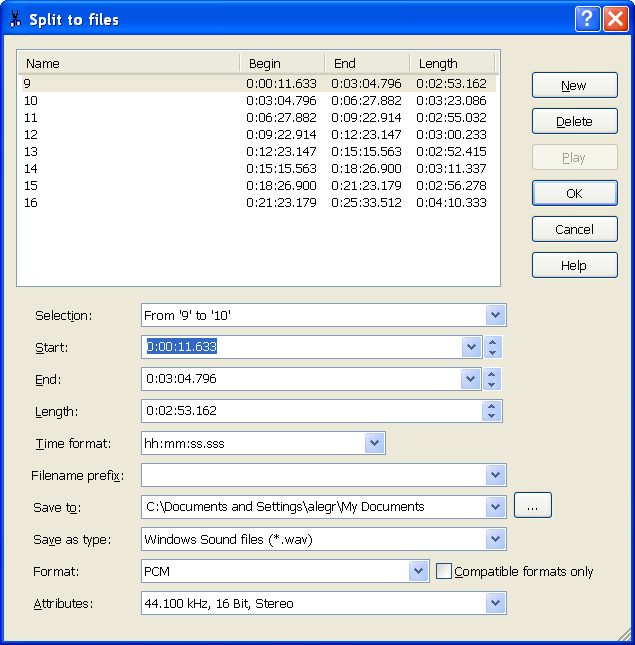 Split to files
Name Begin End Length
9 0:00:11.633 0:03:04.796 0:02:53.162
10 0:03:04.796 0:06:27.882 0:03:23.086
11 0:06:27.882 0:09:22.914 0:02:55.032
12 0:09:22.914 0:12:23.147 0:03:00.233
13 0:12:23.147 0:15:15.563 0:02:52.415
14 0:15:15.563 0:18:26.900 0:03:11.337
15 0:18:26.900 0:21:23.179 0:02:56.278
16 0:21:23.179 0:25:33.512 0:04:10.333
New
Delete
Play
OK
Cancel
Help
Selection: From '9' to '10'
Start: 0:00:11.633
End: 0:03:04.796
Length: 0:02:53.162
Time format: hh:mm:ss.sss
Filename prefix:
Save to: C:\Documents and Settings\alegr\My Documents ...
Save as type: Windows Sound files (*.wav)
Format: PCM Compatible formats only
Attributes: 44.100 kHz, 16 Bit, Stereo